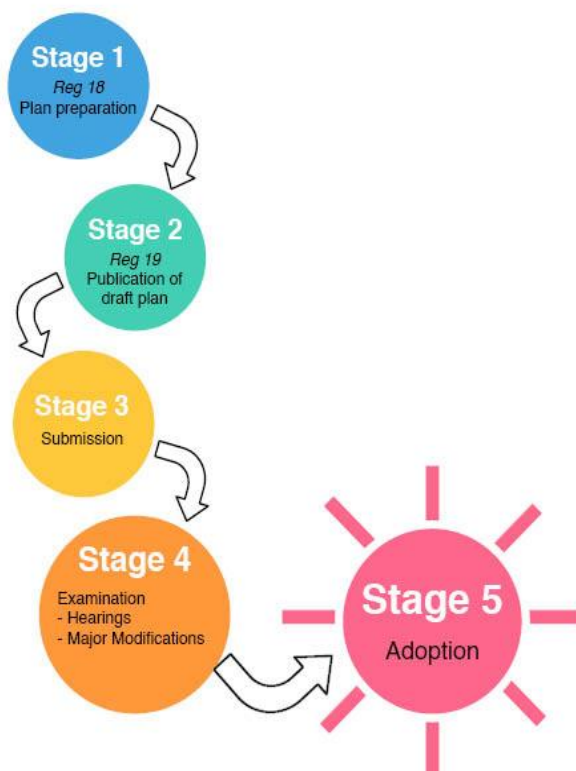 Stage 1
Reg 18
Plan preparation
Stage 2
Reg 19
Publication of
draft plan
Stage 3
Submission
Stage 4
Examination
- Hearings
- Major Modifications
Stage 5
Adoption